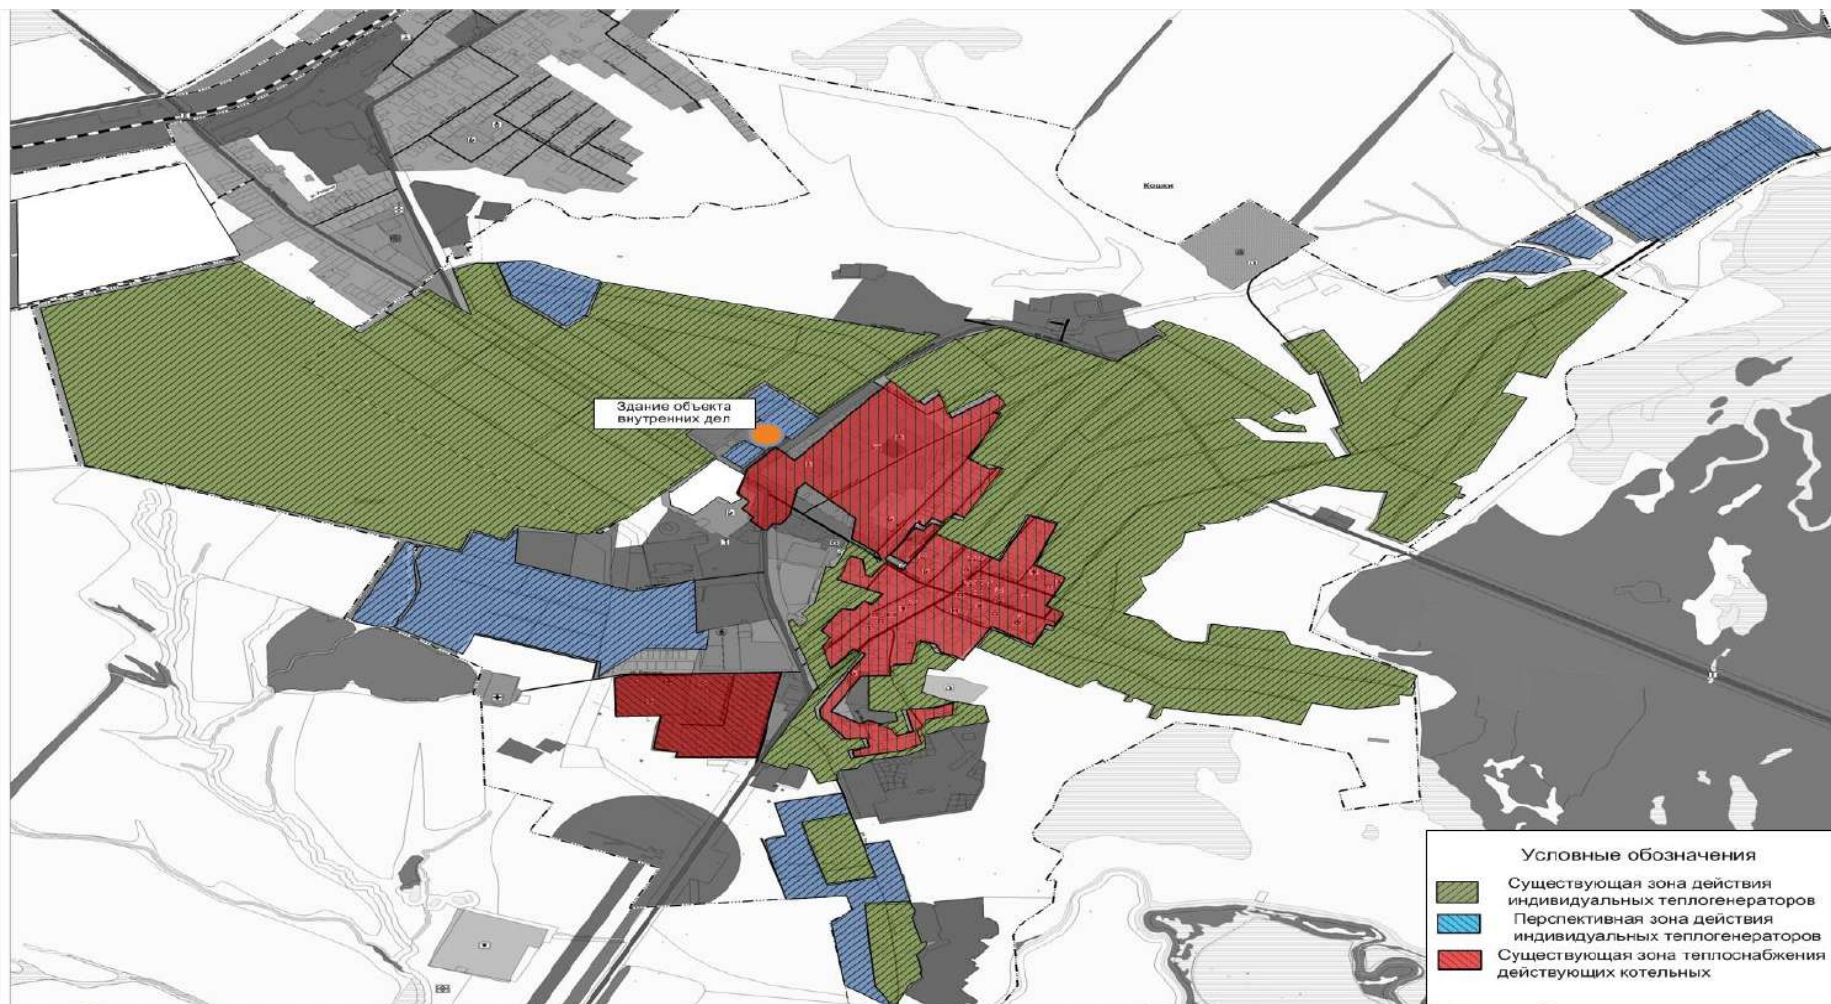 Кошки
Здание объекта
внутренних дел
Условные обозначения
Существующая зона действия
индивидуальных теплогенераторов
Перспективная зона действия
индивидуальных теплогенераторов
Существующая зона теплоснабжения
действующих котельных